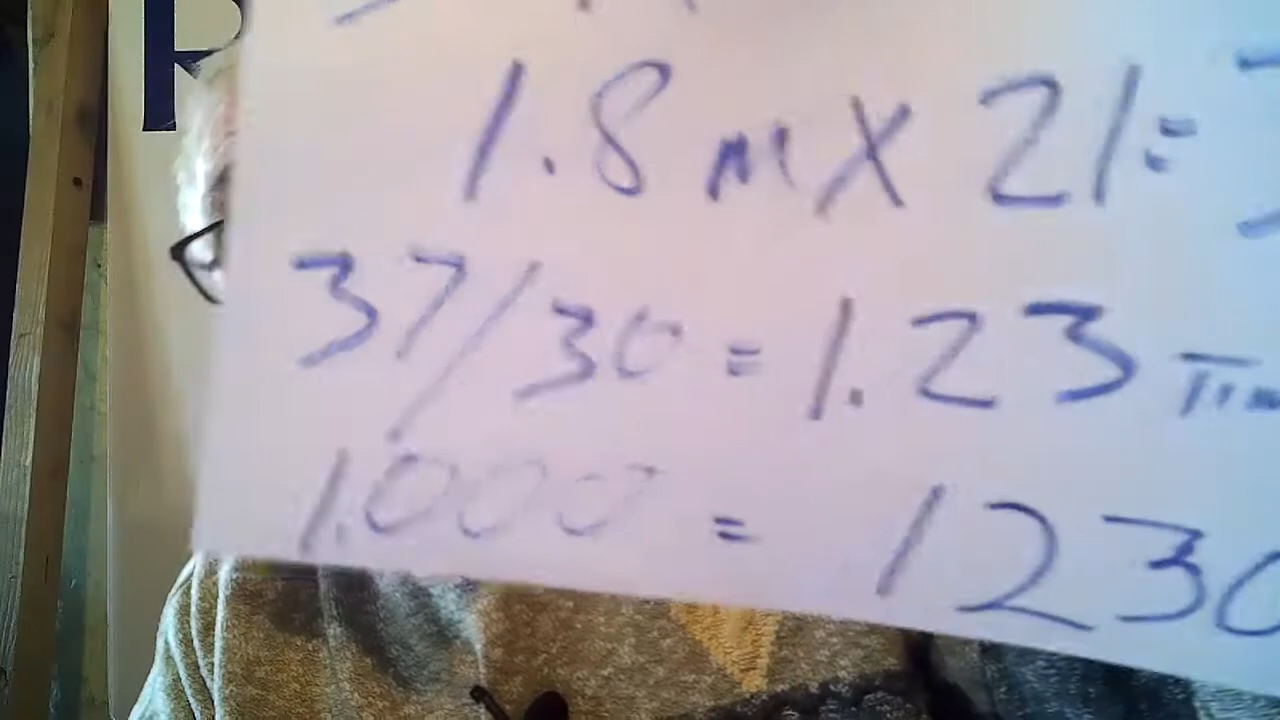 R
1.8 M X 21=
37/30 = 1.23
1.000 = 1230